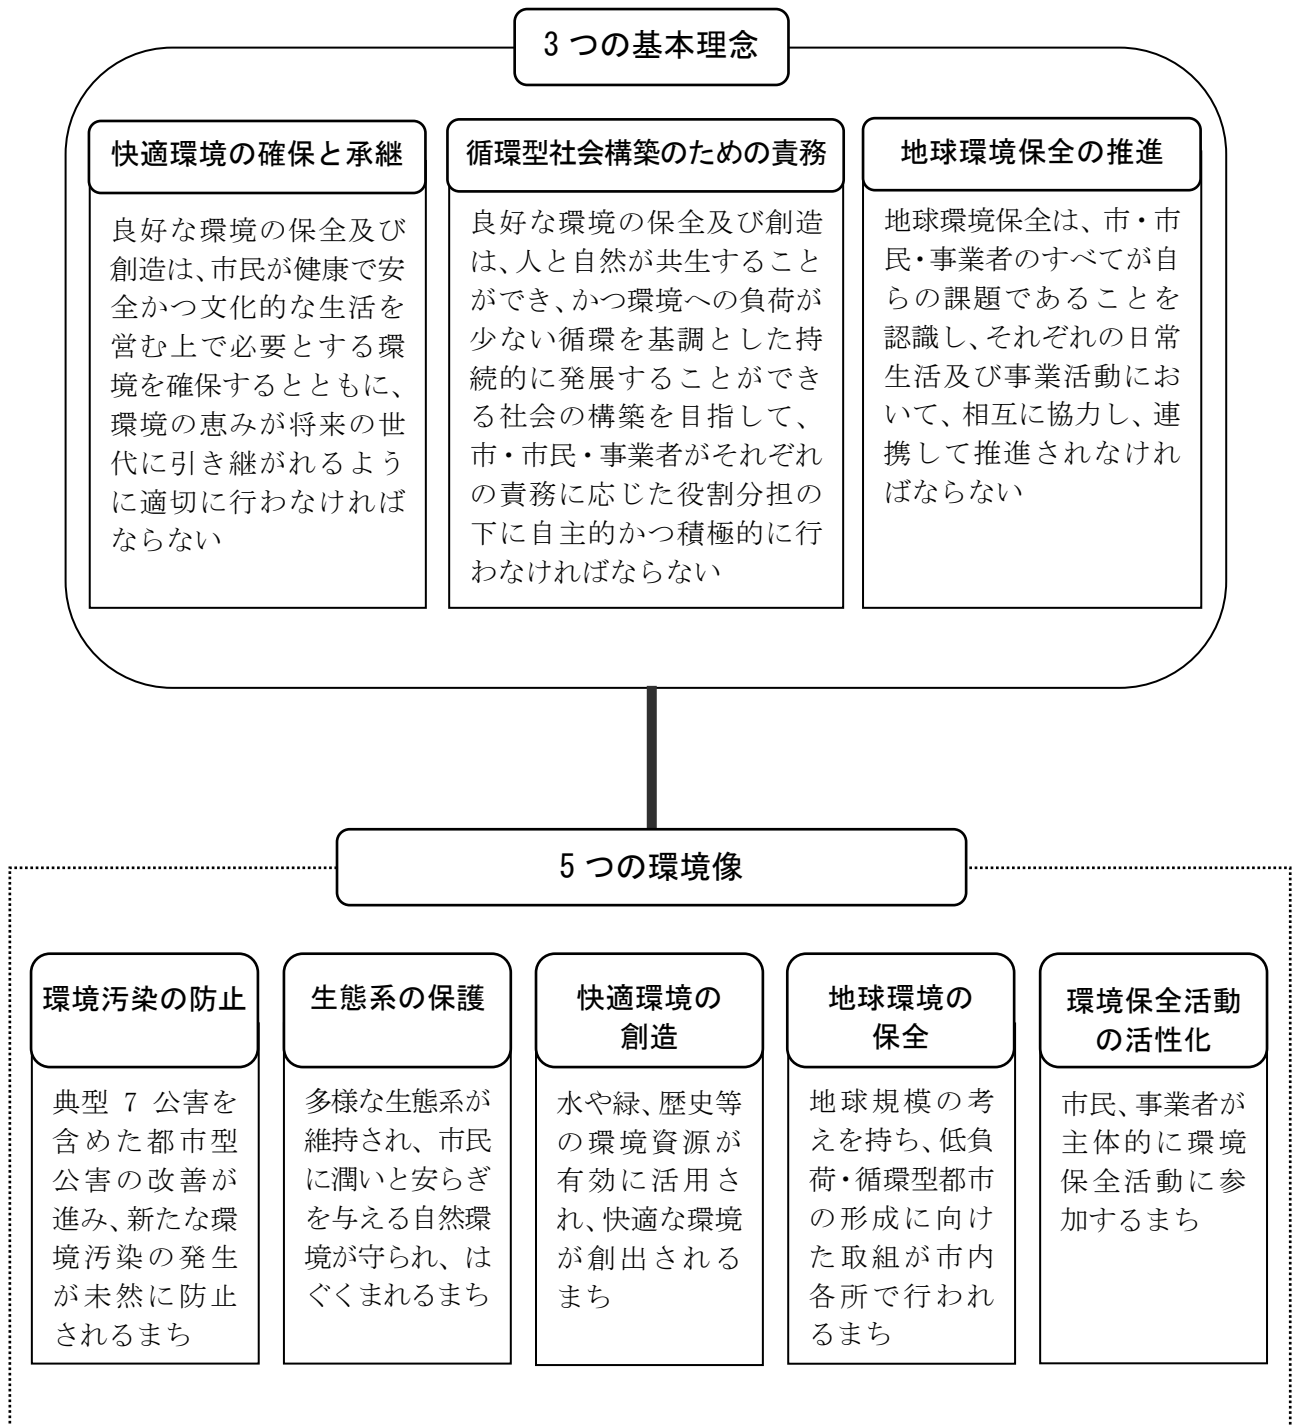 3 つの基本理念
快適環境の確保と承継
良好な環境の保全及び
創造は、市民が健康で安
全かつ文化的な生活を
営む上で必要とする環
境を確保するとともに、
環境の恵みが将来の世
代に引き継がれるよう
に適切に行わなければ
ならない
循環型社会構築のための責務
良好な環境の保全及び創造
は、人と自然が共生すること
ができ、かつ環境への負荷が
少ない循環を基調とした持
続的に発展することができ
る社会の構築を目指して、
市・市民・事業者がそれぞれ
の責務に応じた役割分担の
下に自主的かつ積極的に行
わなければならない
地球環境保全の推進
地球環境保全は、市・市
民・事業者のすべてが自
らの課題であることを
認識し、それぞれの日常
生活及び事業活動にお
いて、相互に協力し、連
携して推進されなけれ
ばならない
5 つの環境像
環境汚染の防止
典型 7 公害を
含めた都市型
公害の改善が
進み、新たな環
境汚染の発生
が未然に防止
されるまち
生態系の保護
多様な生態系が
維持され、市民
に潤いと安らぎ
を与える自然環
境が守られ、は
ぐくまれるまち
快適環境の
創造
水や緑、歴史等
の環境資源が
有効に活用さ
れ、快適な環境
が創出される
まち
地球環境の
保全
地球規模の考
えを持ち、低負
荷・循環型都市
の形成に向け
た取組が市内
各所で行われ
るまち
環境保全活動
の活性化
市民、事業者が
主体的に環境
保全活動に参
加するまち